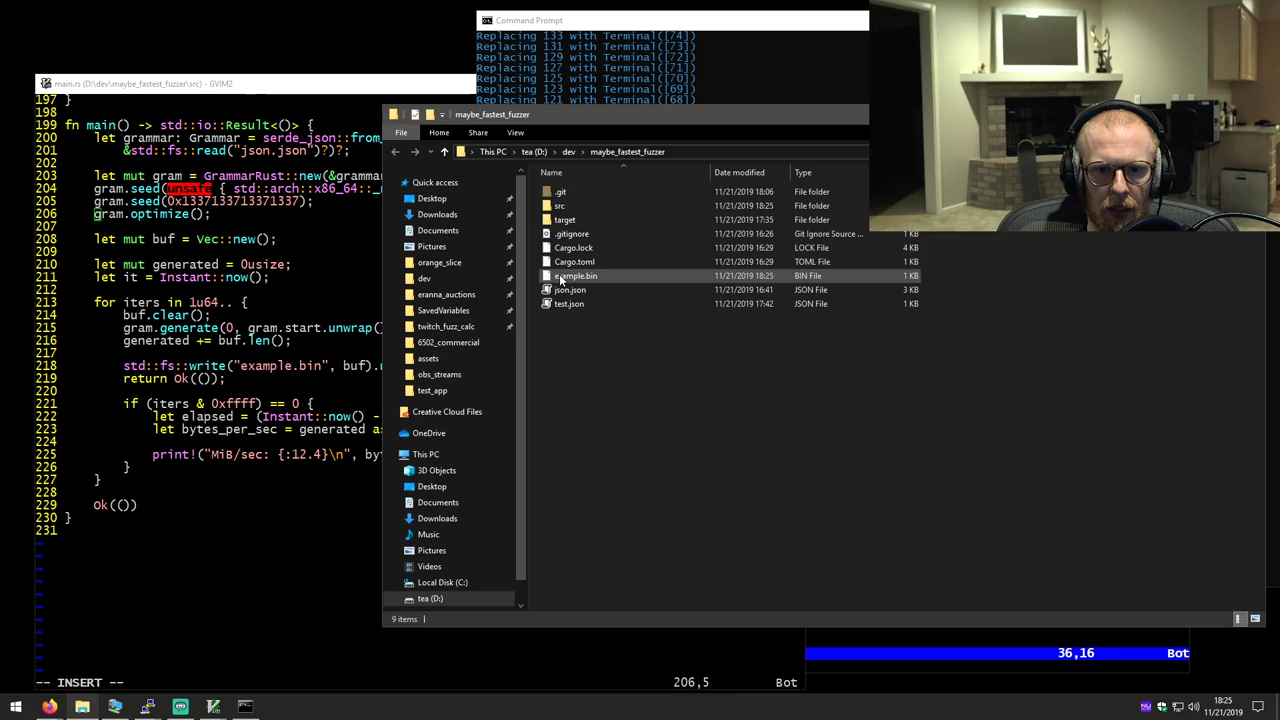 Command Prompt
Replacing 133 with Terminal([74])
Replacing 131 with Terminal([73])
Replacing 129 with Terminal([72])
Replacing 127 with Terminal([71])
Replacing 125 with Terminal([70])
Replacing 123 with Terminal([69])
Replacing 121 with Terminal([68])
main.rs (D:\dev\maybe_fastest_fuzzer\src) - GVIM2
197 }
198
199 fn main() -> std::io::Result<()> {
200 let grammar: Grammar = serde_json::from_
201 &std::fs::read("json.json")?)?;
202
203 let mut gram = GrammarRust::new(&gramma
204 gram.seed(unsafe { std::arch::x86_64::_
205 gram.seed(0x1337133713371337);
206 gram.optimize();
207
208 let mut buf = Vec::new();
209
210 let mut generated = 0usize;
211 let it = Instant::now();
212
213 for iters in 1u64.. {
214 buf.clear();
215 gram.generate(0, gram.start.unwrap(
216 generated += buf.len();
217
218 std::fs::write("example.bin", buf).
219 return Ok(());
220
221 if (iters & 0xffff) == 0 {
222 let elapsed = (Instant::now() -
223 let bytes_per_sec = generated as
224
225 print!("MiB/sec: {:12.4}\n", by
226 }
227 }
228
229 Ok(())
230 }
231
-- INSERT --
206,5
Bot
maybe_fastest_fuzzer
File
Home
Share
View
This PC
tea (D:)
dev
maybe_fastest_fuzzer
Quick access
Desktop
Downloads
Documents
Pictures
orange_slice
dev
eranna_auctions
SavedVariables
twitch_fuzz_calc
6502_commercial
assets
obs_streams
test_app
Creative Cloud Files
OneDrive
This PC
3D Objects
Desktop
Documents
Downloads
Music
Pictures
Videos
Local Disk (C:)
tea (D:)
Name Date modified Type
.git 11/21/2019 18:06 File folder
src 11/21/2019 18:25 File folder
target 11/21/2019 17:35 File folder
.gitignore 11/21/2019 16:29 Git Ignore Source ... 1 KB
Cargo.lock 11/21/2019 16:29 LOCK File 4 KB
Cargo.toml 11/21/2019 16:29 TOML File 1 KB
example.bin 11/21/2019 18:25 BIN File 1 KB
json.json 11/21/2019 16:41 JSON File 3 KB
test.json 11/21/2019 17:42 JSON File 1 KB
9 items
36,16
Bot
18:25
11/21/2019